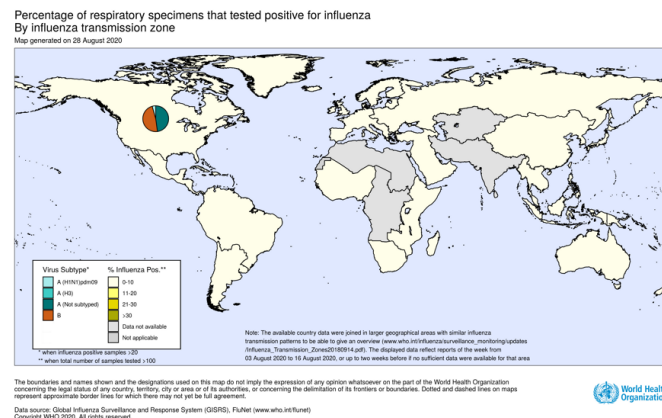 Percentage of respiratory specimens that tested positive for influenza
By influenza transmission zone
Map generated on 28 August 2020
Virus Subtype*
A (H1N1)pdm09
A (H3)
A (Not subtyped)
B
% Influenza Pos.**
0-10
11-20
21-30
>30
Data not available
Not applicable
* when influenza positive samples >20
** when total number of samples tested >100
Note: The available country data were joined in larger geographical areas with similar influenza
transmission patterns to be able to give an overview (www.who.int/influenza/surveillance_monitoring/updates
/Influenza_Transmission_Zones20180914.pdf). The displayed data reflect reports of the week from
03 August 2020 to 16 August 2020, or up to two weeks before if no sufficient data were available for that area
The boundaries and names shown and the designations used on this map do not imply the expression of any opinion whatsoever on the part of the World Health Organization
concerning the legal status of any country, territory, city or area or of its authorities, or concerning the delimitation of its frontiers or boundaries. Dotted and dashed lines on maps
represent approximate border lines for which there may not yet be full agreement.
World Heal
Organizatio
Data source: Global Influenza Surveillance and Response System (GISRS), FluNet (www.who.int/flunet)
Copyright WHO 2020. All rights reserved.